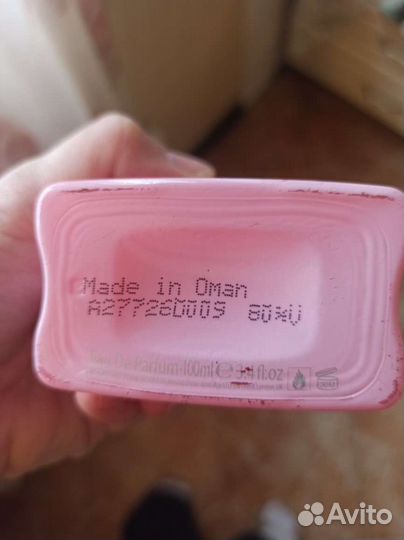 Made in Oman
A27726D009 80%V
Eau De Parfum 100ml ℮ 3.4 fl.oz
Avito